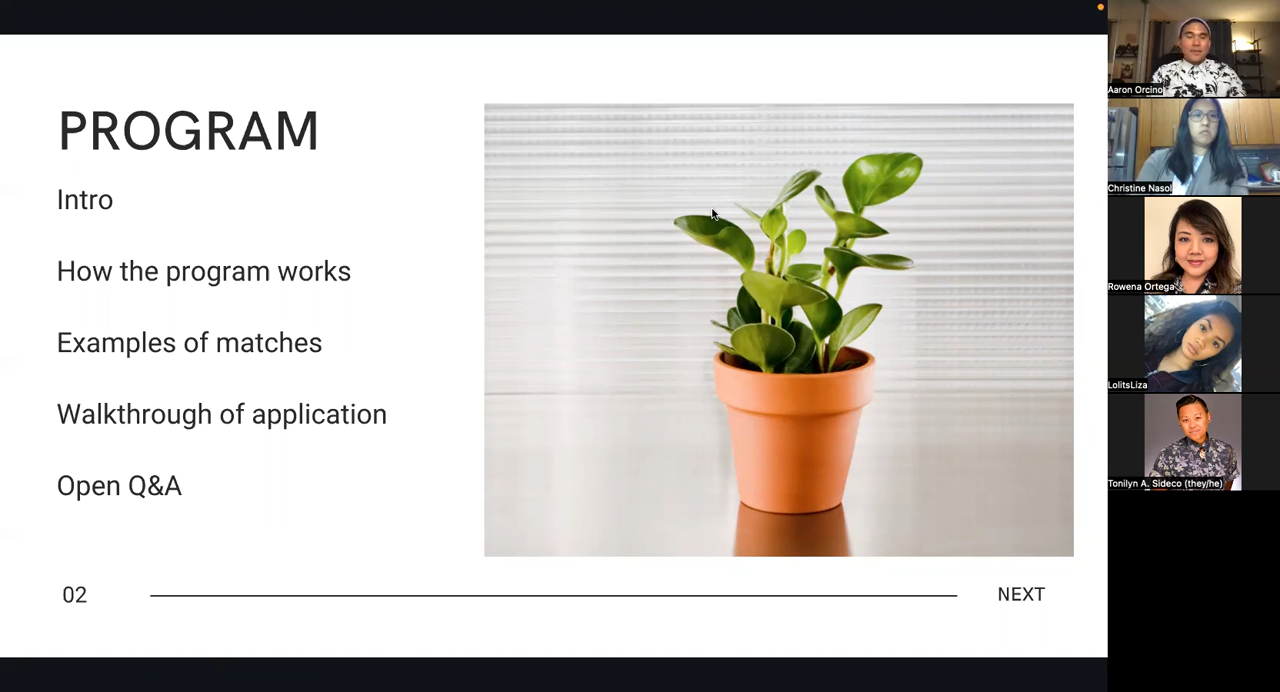 PROGRAM
Intro
How the program works
Examples of matches
Walkthrough of application
Open Q&A
02
NEXT
Aaron Orcino
Christine Nasol
Rowena Ortega
LolitsLiza
Tonilyn A. Sideco (they/he)